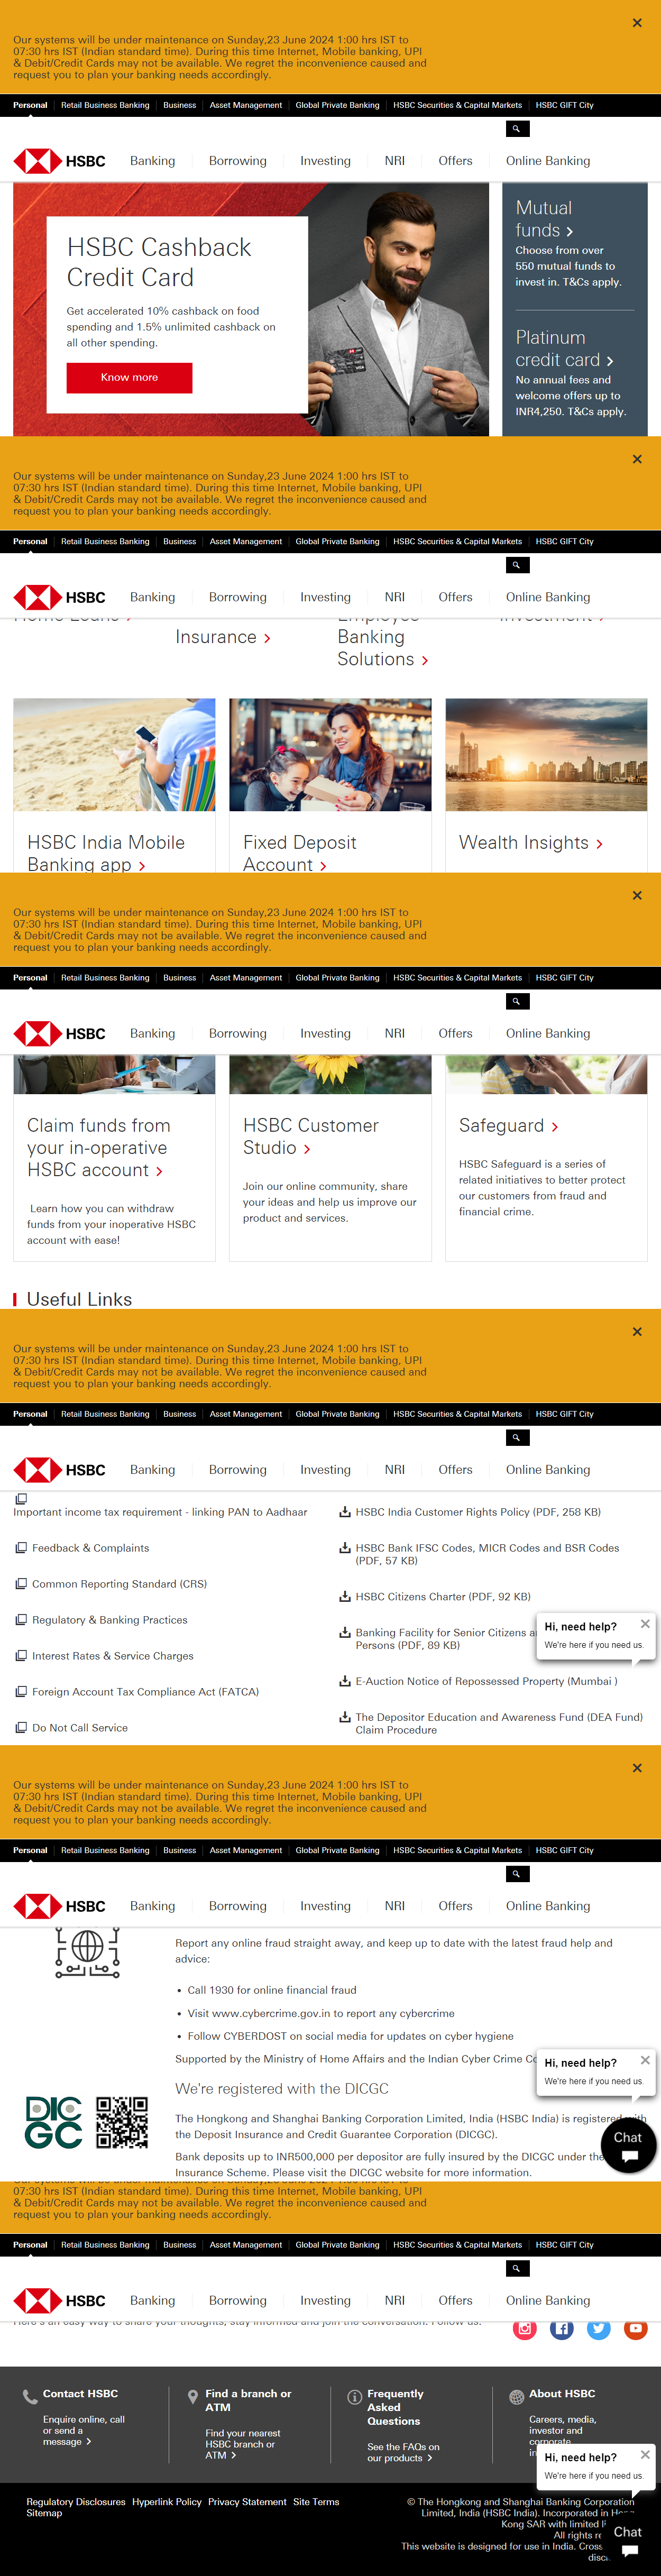 Our systems will be under maintenance on Sunday,23 June 2024 1:00 hrs IST to
07:30 hrs IST (Indian standard time). During this time Internet, Mobile banking, UPI
& Debit/Credit Cards may not be available. We regret the inconvenience caused and
request you to plan your banking needs accordingly.
Personal Retail Business Banking Business Asset Management Global Private Banking HSBC Securities & Capital Markets HSBC GIFT City
HSBC Banking Borrowing Investing NRI Offers Online Banking
HSBC Cashback
Credit Card
Get accelerated 10% cashback on food
spending and 1.5% unlimited cashback on
all other spending.
Know more
Mutual
funds
Choose from over
550 mutual funds to
invest in. T&Cs apply.
Platinum
credit card
No annual fees and
welcome offers up to
INR4,250. T&Cs apply.
Our systems will be under maintenance on Sunday,23 June 2024 1:00 hrs IST to
07:30 hrs IST (Indian standard time). During this time Internet, Mobile banking, UPI
& Debit/Credit Cards may not be available. We regret the inconvenience caused and
request you to plan your banking needs accordingly.
Personal Retail Business Banking Business Asset Management Global Private Banking HSBC Securities & Capital Markets HSBC GIFT City
HSBC Banking Borrowing Investing NRI Offers Online Banking
Home Loans
Insurance
Employee
Banking
Solutions
Investment
HSBC India Mobile
Banking app
Fixed Deposit
Account
Wealth Insights
Our systems will be under maintenance on Sunday,23 June 2024 1:00 hrs IST to
07:30 hrs IST (Indian standard time). During this time Internet, Mobile banking, UPI
& Debit/Credit Cards may not be available. We regret the inconvenience caused and
request you to plan your banking needs accordingly.
Personal Retail Business Banking Business Asset Management Global Private Banking HSBC Securities & Capital Markets HSBC GIFT City
HSBC Banking Borrowing Investing NRI Offers Online Banking
Claim funds from
your in-operative
HSBC account
Learn how you can withdraw
funds from your inoperative HSBC
account with ease!
HSBC Customer
Studio
Join our online community, share
your ideas and help us improve our
product and services.
Safeguard
HSBC Safeguard is a series of
related initiatives to better protect
our customers from fraud and
financial crime.
Useful Links
Our systems will be under maintenance on Sunday,23 June 2024 1:00 hrs IST to
07:30 hrs IST (Indian standard time). During this time Internet, Mobile banking, UPI
& Debit/Credit Cards may not be available. We regret the inconvenience caused and
request you to plan your banking needs accordingly.
Personal Retail Business Banking Business Asset Management Global Private Banking HSBC Securities & Capital Markets HSBC GIFT City
HSBC Banking Borrowing Investing NRI Offers Online Banking
Important income tax requirement - linking PAN to Aadhaar
Feedback & Complaints
Common Reporting Standard (CRS)
Regulatory & Banking Practices
Interest Rates & Service Charges
Foreign Account Tax Compliance Act (FATCA)
Do Not Call Service
HSBC India Customer Rights Policy (PDF, 258 KB)
HSBC Bank IFSC Codes, MICR Codes and BSR Codes
(PDF, 57 KB)
HSBC Citizens Charter (PDF, 92 KB)
Banking Facility for Senior Citizens
Persons (PDF, 89 KB)
E-Auction Notice of Repossessed Property (Mumbai )
The Depositor Education and Awareness Fund (DEA Fund)
Claim Procedure
Hi, need help?
We're here if you need us.
Our systems will be under maintenance on Sunday,23 June 2024 1:00 hrs IST to
07:30 hrs IST (Indian standard time). During this time Internet, Mobile banking, UPI
& Debit/Credit Cards may not be available. We regret the inconvenience caused and
request you to plan your banking needs accordingly.
Personal Retail Business Banking Business Asset Management Global Private Banking HSBC Securities & Capital Markets HSBC GIFT City
HSBC Banking Borrowing Investing NRI Offers Online Banking
Report any online fraud straight away, and keep up to date with the latest fraud help and
advice:
• Call 1930 for online financial fraud
• Visit www.cybercrime.gov.in to report any cybercrime
• Follow CYBERDOST on social media for updates on cyber hygiene
Supported by the Ministry of Home Affairs and the Indian Cyber Crime
Hi, need help?
We're here if you need us.
DICGC
We're registered with the DICGC
The Hongkong and Shanghai Banking Corporation Limited, India (HSBC India) is registered with
the Deposit Insurance and Credit Guarantee Corporation (DICGC).
Bank deposits up to INR500,000 per depositor are fully insured by the DICGC under the
Insurance Scheme. Please visit the DICGC website for more information.
Chat
Our systems will be under maintenance on Sunday,23 June 2024 1:00 hrs IST to
07:30 hrs IST (Indian standard time). During this time Internet, Mobile banking, UPI
& Debit/Credit Cards may not be available. We regret the inconvenience caused and
request you to plan your banking needs accordingly.
Personal Retail Business Banking Business Asset Management Global Private Banking HSBC Securities & Capital Markets HSBC GIFT City
HSBC Banking Borrowing Investing NRI Offers Online Banking
Here's an easy way to share your thoughts, stay informed and join the conversation. Follow us.
Contact HSBC
Enquire online, call
or send a
message
Find a branch or
ATM
Find your nearest
HSBC branch or
ATM
Frequently
Asked
Questions
See the FAQs on
our products
About HSBC
Careers, media,
investor and
corporate
Hi, need help?
We're here if you need us.
Regulatory Disclosures Hyperlink Policy Privacy Statement Site Terms
Sitemap
© The Hongkong and Shanghai Banking Corporation
Limited, India (HSBC India). Incorporated in Hong
Kong SAR with limited
All rights
This website is designed for use in India.
Chat